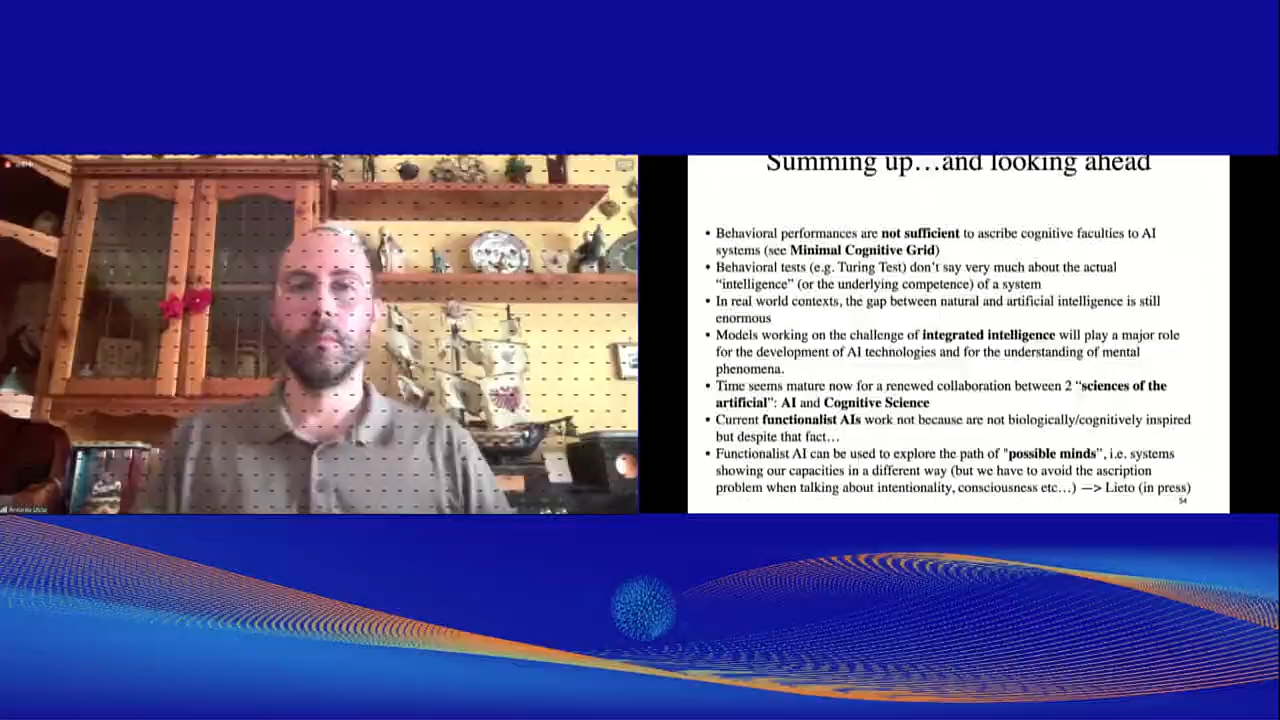 Summing up…and looking ahead
• Behavioral performances are not sufficient to ascribe cognitive faculties to AI
systems (see Minimal Cognitive Grid)
• Behavioral tests (e.g. Turing Test) don't say very much about the actual
“intelligence” (or the underlying competence) of a system
• In real world contexts, the gap between natural and artificial intelligence is still
enormous
• Models working on the challenge of integrated intelligence will play a major role
for the development of AI technologies and for the understanding of mental
phenomena.
• Time seems mature now for a renewed collaboration between 2 “sciences of the
artificial”: AI and Cognitive Science
• Current functionalist AIs work not because are not biologically/cognitively inspired
but despite that fact…
• Functionalist AI can be used to explore the path of "possible minds", i.e. systems
showing our capacities in a different way (but we have to avoid the ascription
problem when talking about intentionality, consciousness etc…) —> Lieto (in press)
54